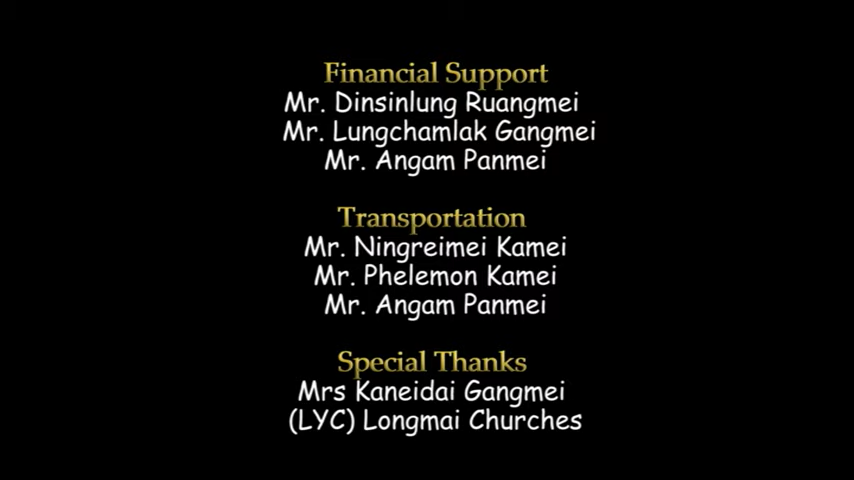 Financial Support
Mr. Dinsinlung Ruangmei
Mr. Lungchamlak Gangmei
Mr. Angam Panmei
Transportation
Mr. Ningreimei Kamei
Mr. Phelemon Kamei
Mr. Angam Panmei
Special Thanks
Mrs Kaneidai Gangmei
(LYC) Longmai Churches